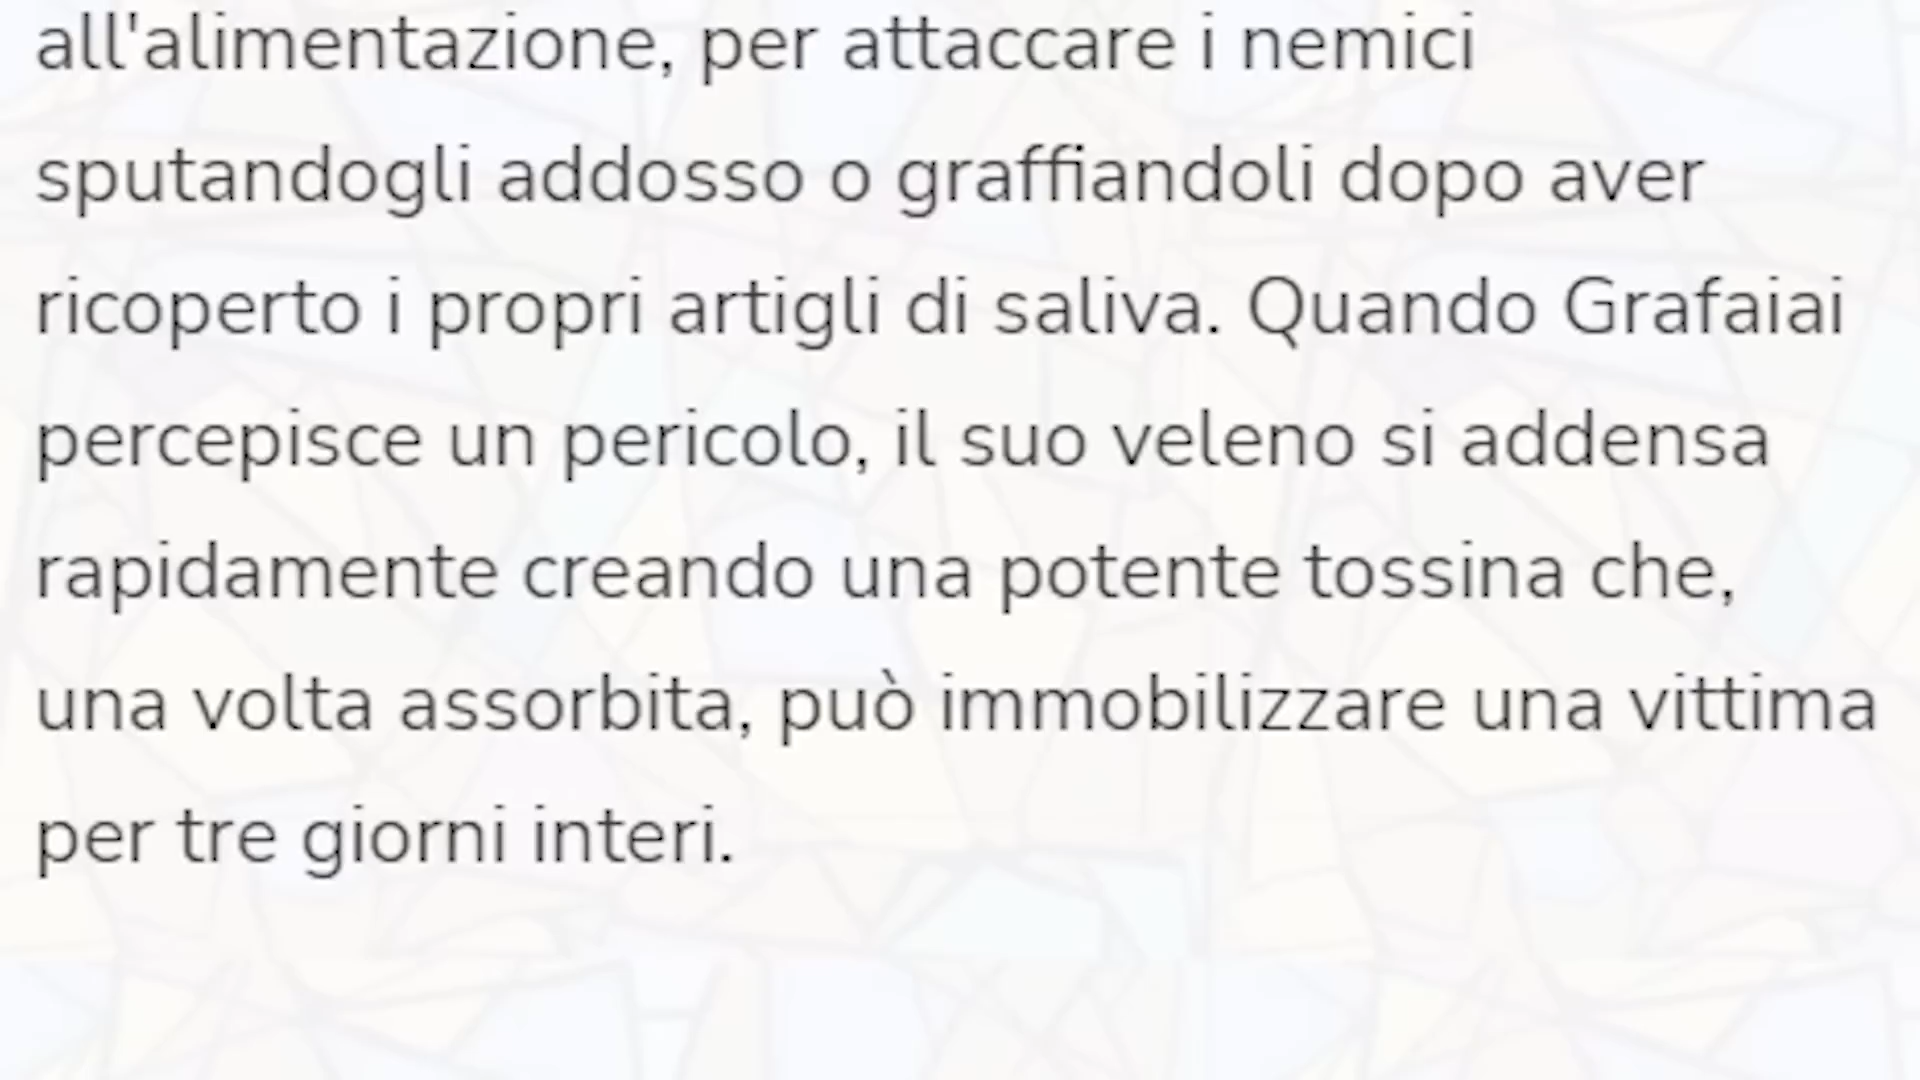 all'alimentazione, per attaccare i nemici
sputandogli addosso o graffiandoli dopo aver
ricoperto i propri artigli di saliva. Quando Grafaiai
percepisce un pericolo, il suo veleno si addensa
rapidamente creando una potente tossina che,
una volta assorbita, può immobilizzare una vittima
per tre giorni interi.